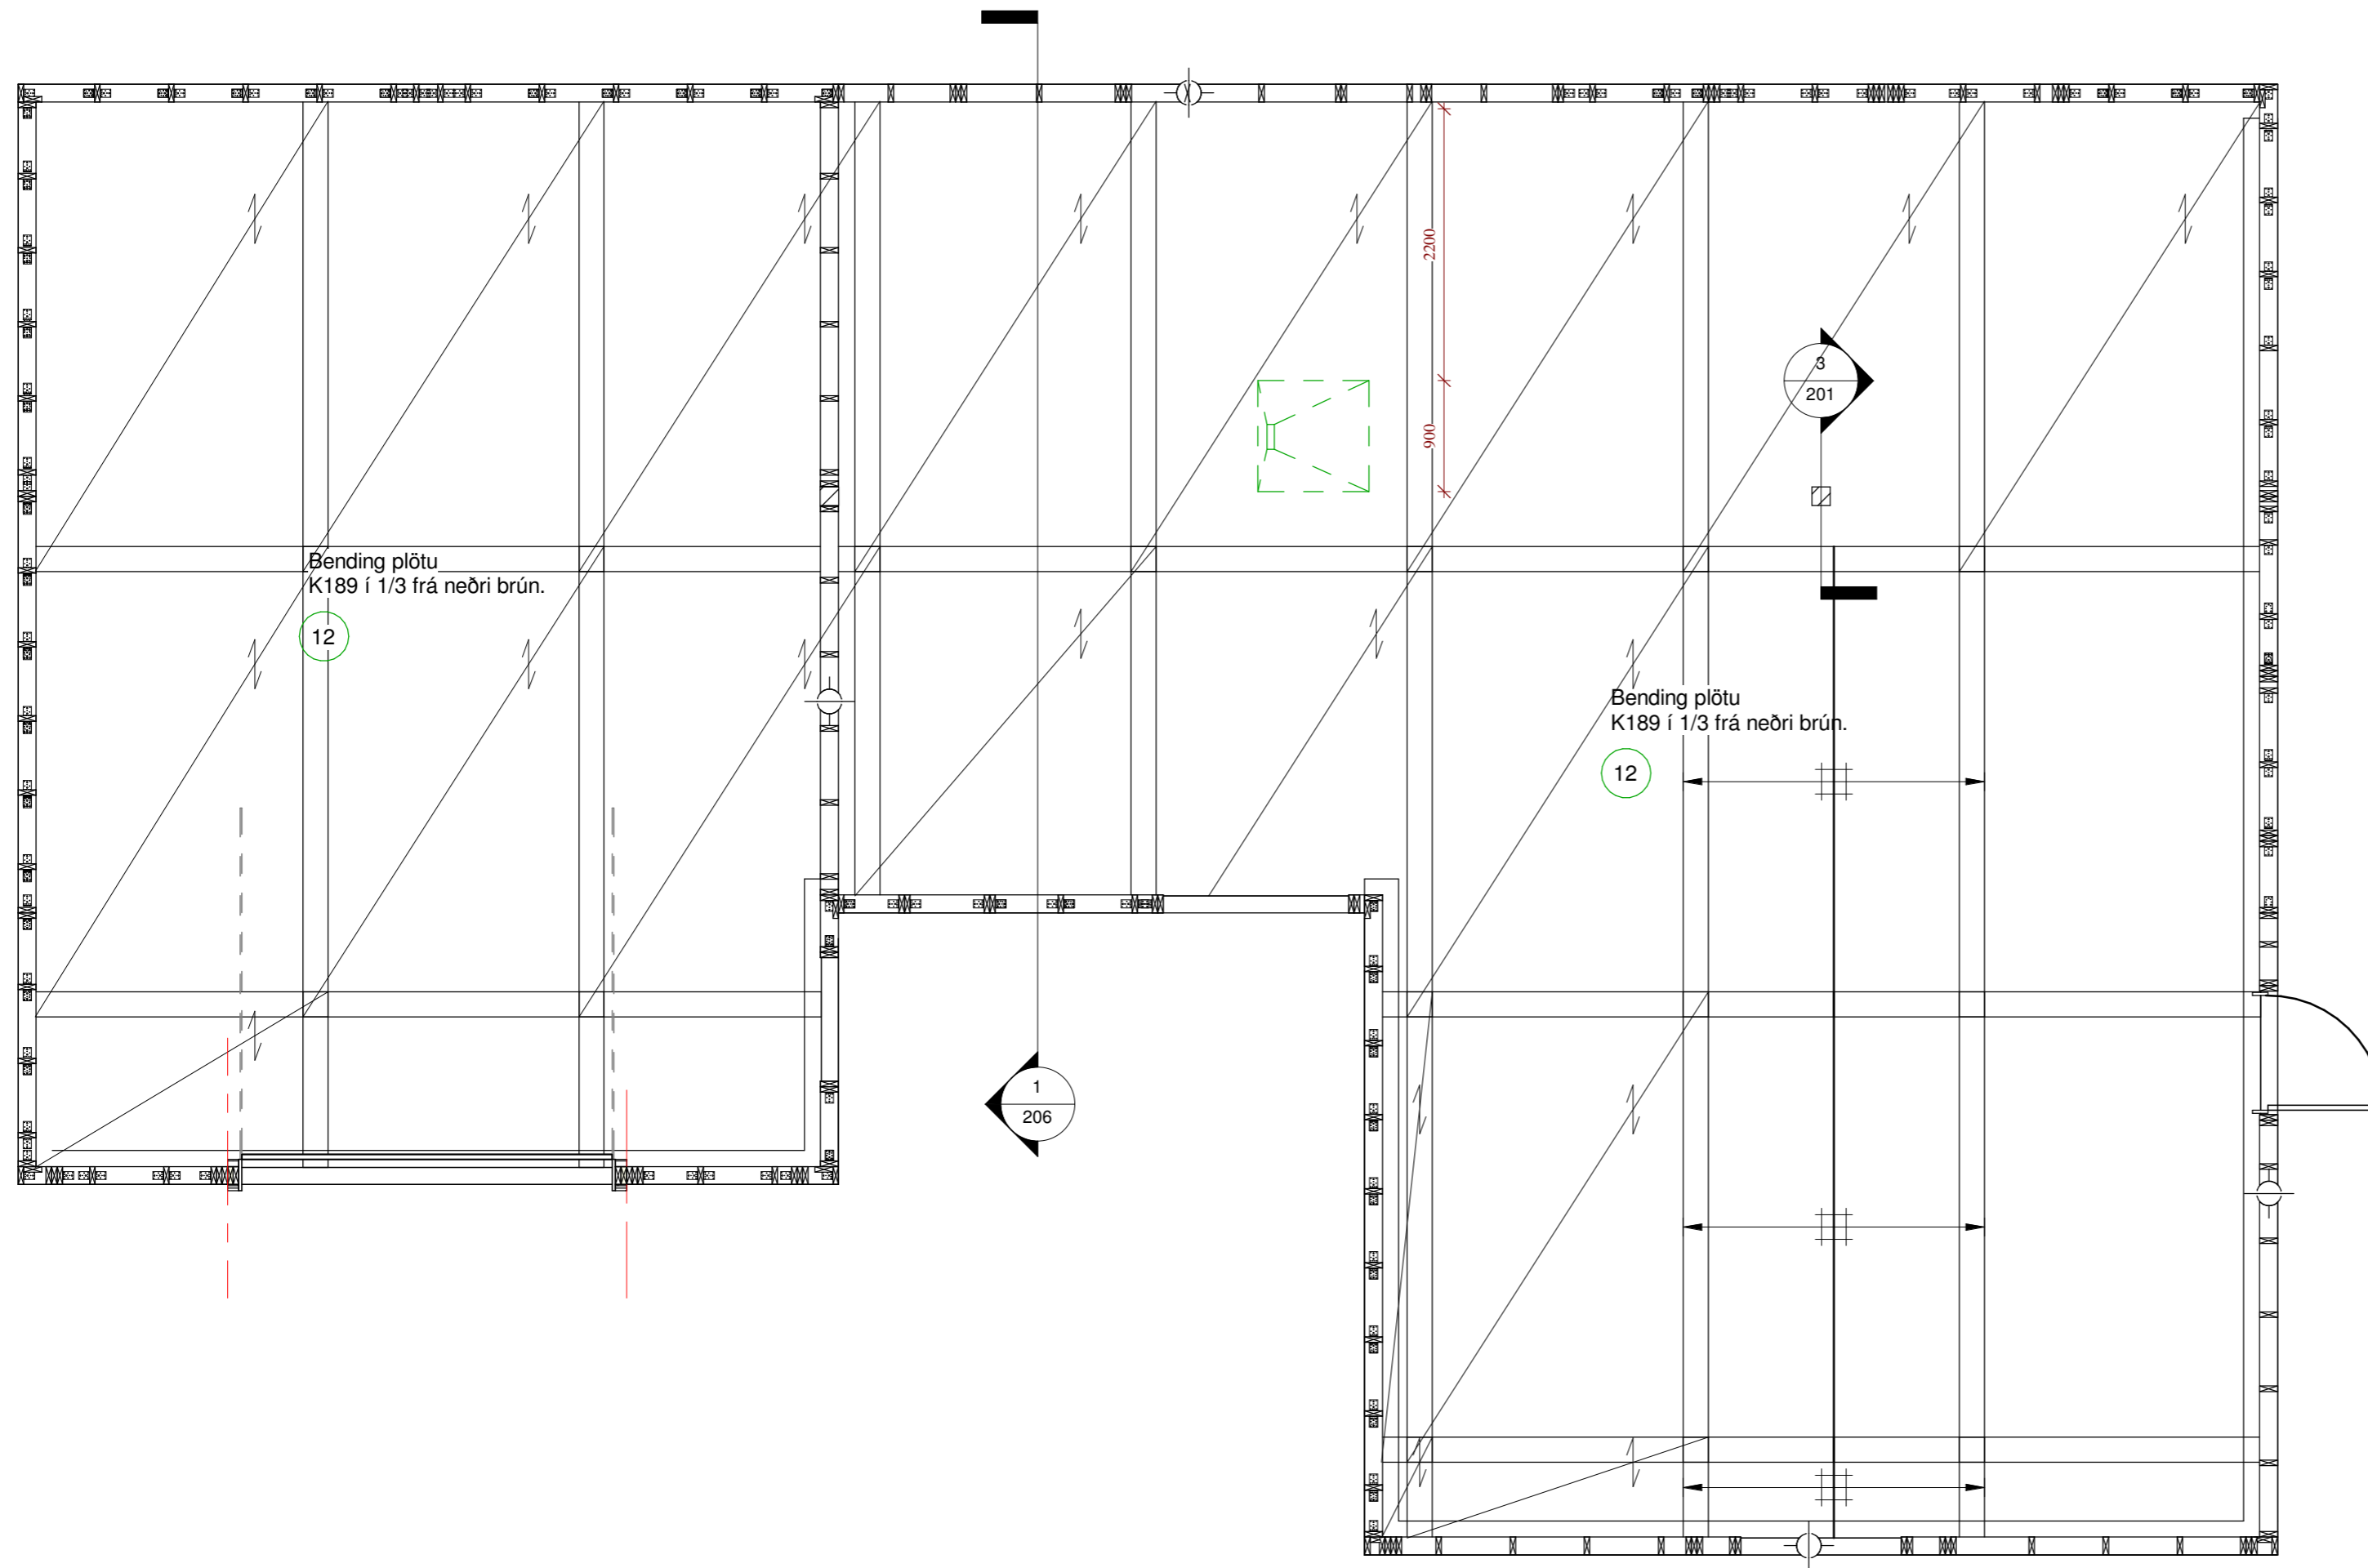 2200
3
201
900
Bending plötu
K189 í 1/3 frá neðri brún.
12
Bending plötu
K189 í 1/3 frá neðri brún.
12
1
206